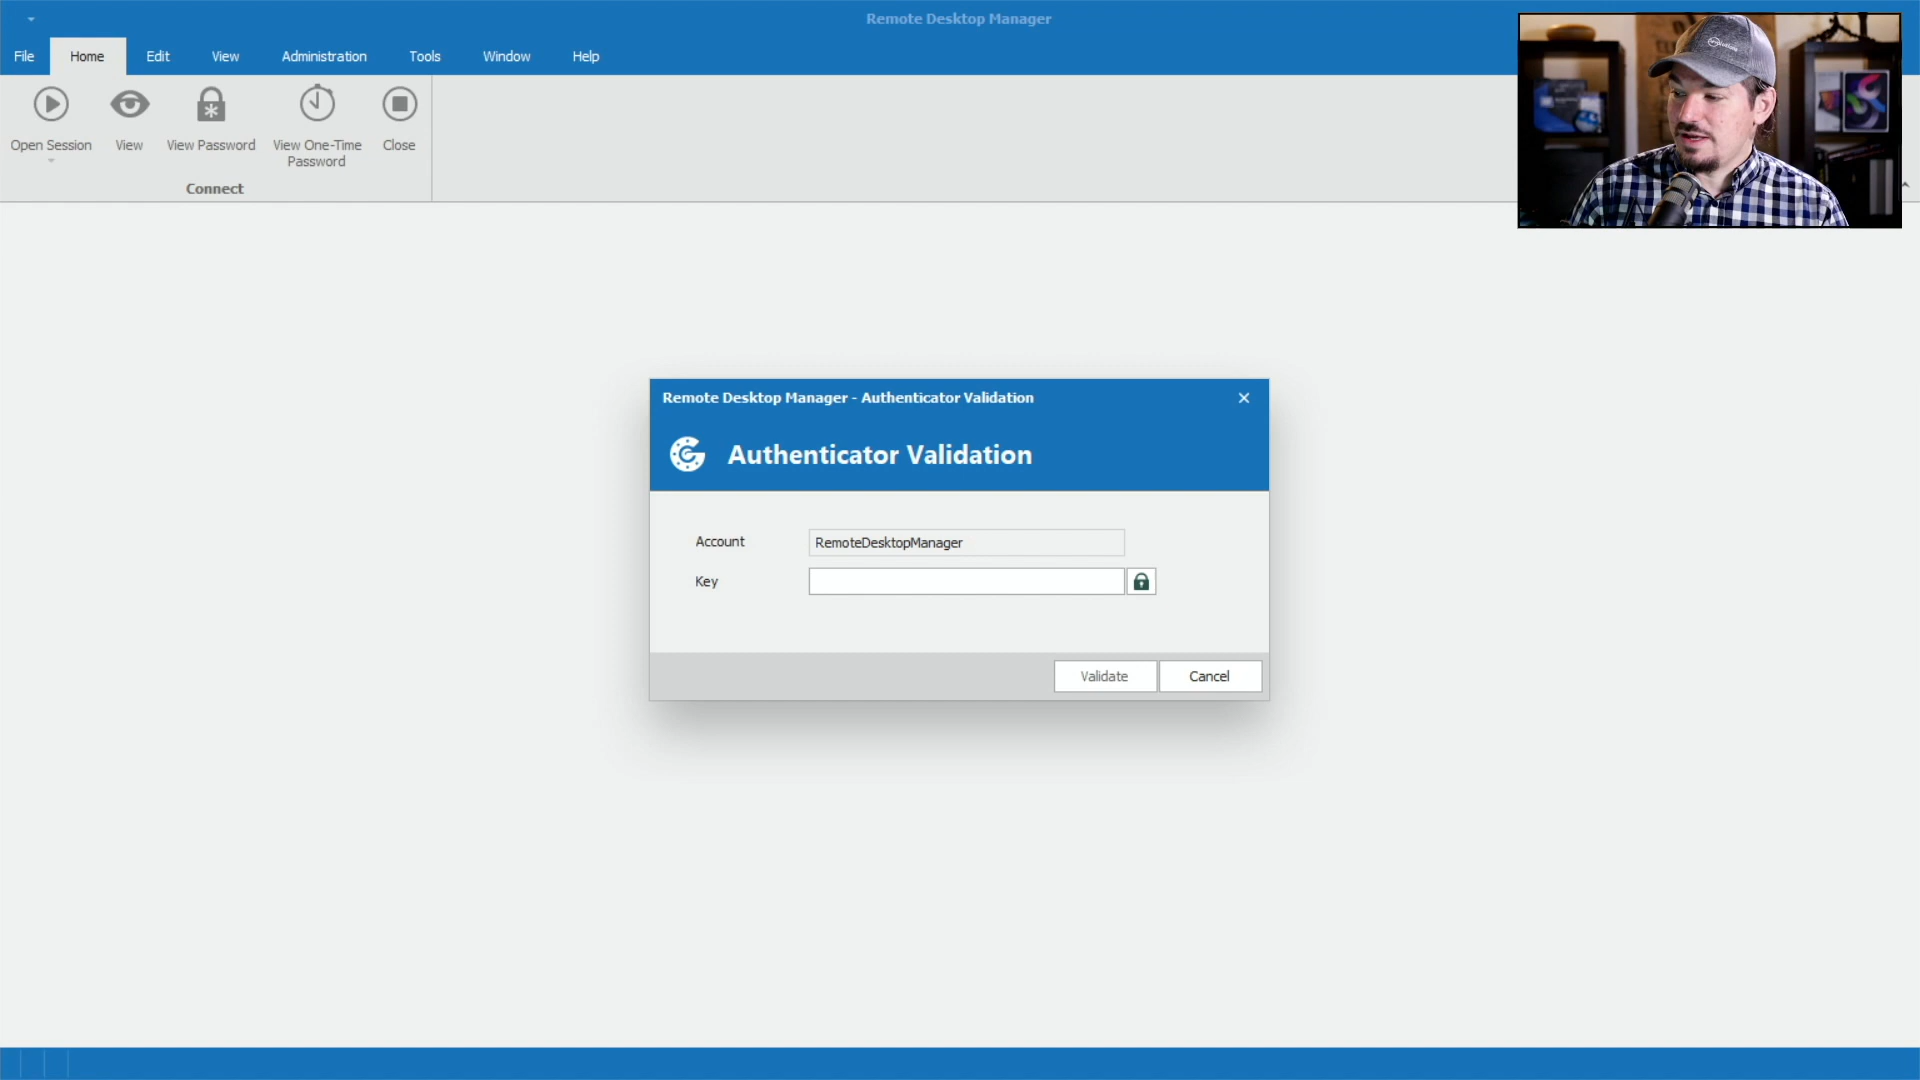 Remote Desktop Manager
File Home Edit View Administration Tools Window Help
Open Session View View Password View One-Time Password Close
Connect
Remote Desktop Manager - Authenticator Validation
Authenticator Validation
Account RemoteDesktopManager
Key
Validate Cancel